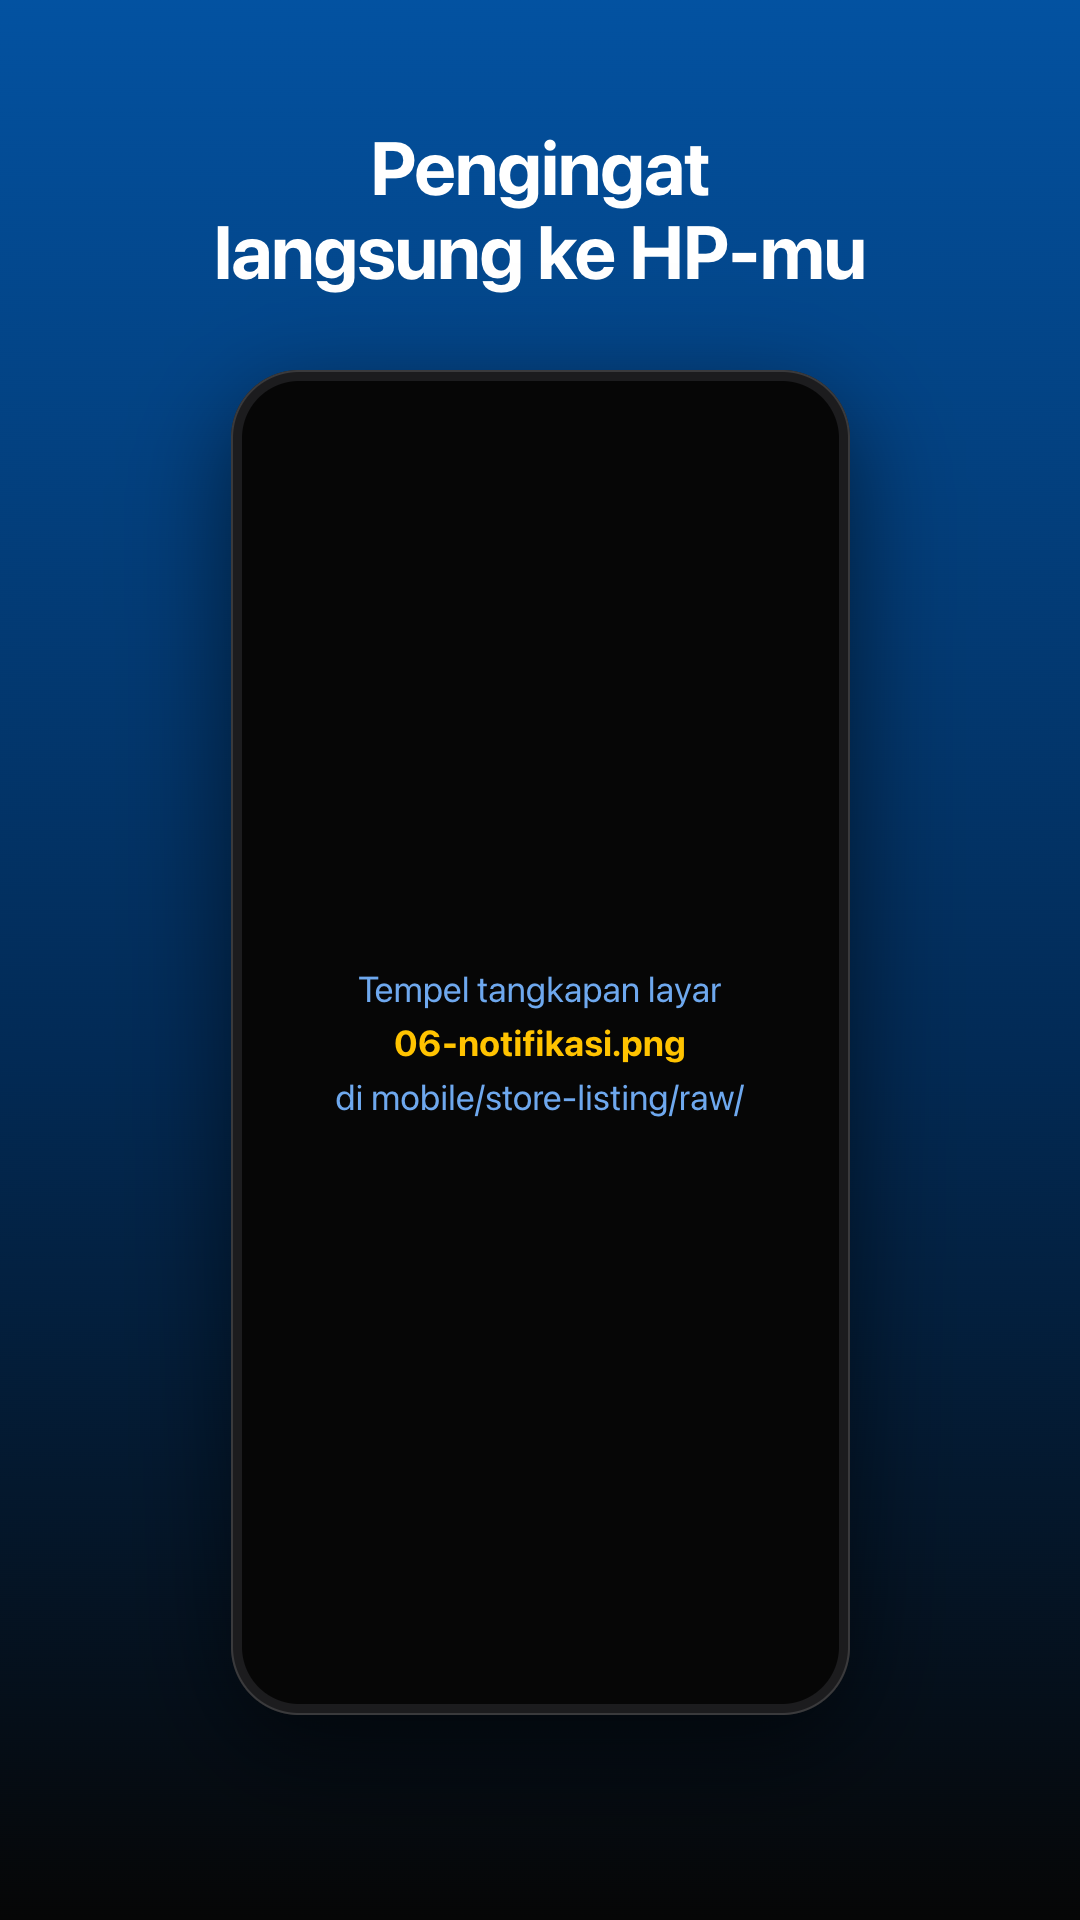 Pengingat
langsung ke HP-mu
Tempel tangkapan layar
06-notifikasi.png
di mobile/store-listing/raw/